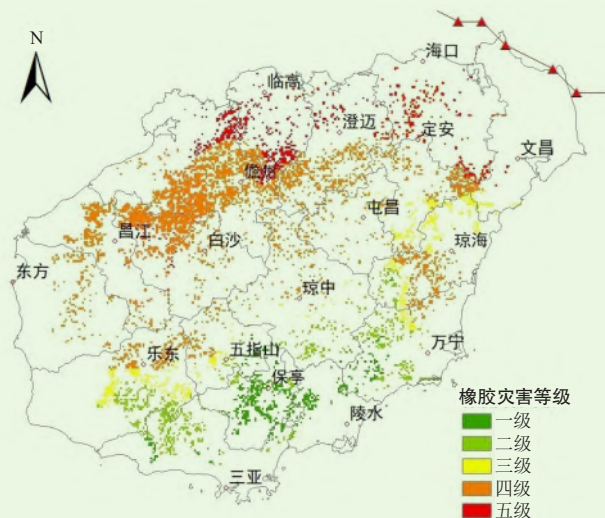 N
海口
临高
澄迈
定安
文昌
儋州
屯昌
昌江
白沙
琼海
东方
琼中
万宁
乐东
五指山
保亭
陵水
三亚
橡胶灾害等级
一级
二级
三级
四级
五级